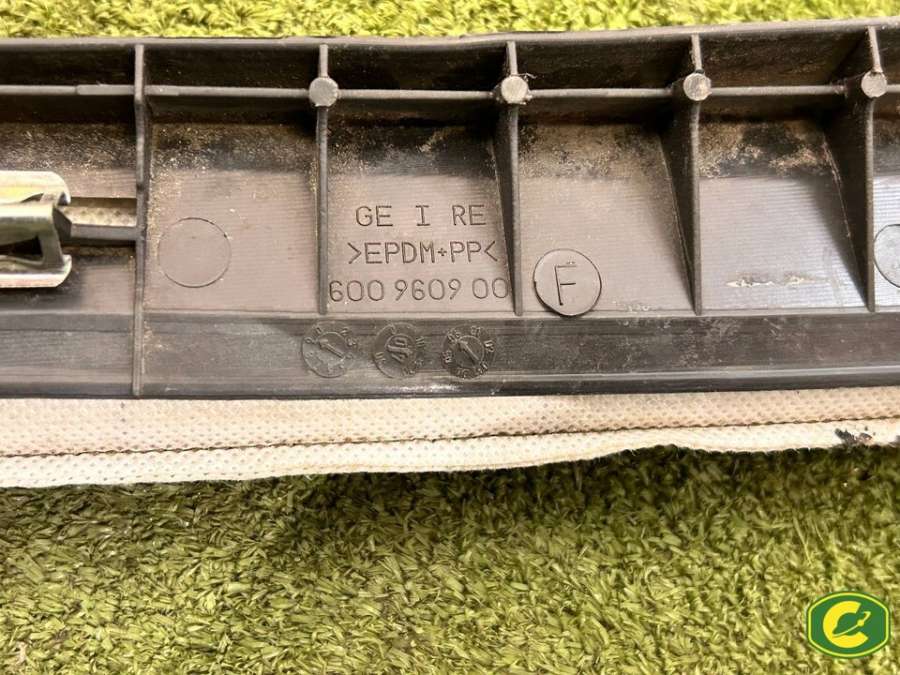 GE I RE
>EPDM+PP<
600 9609 00
F